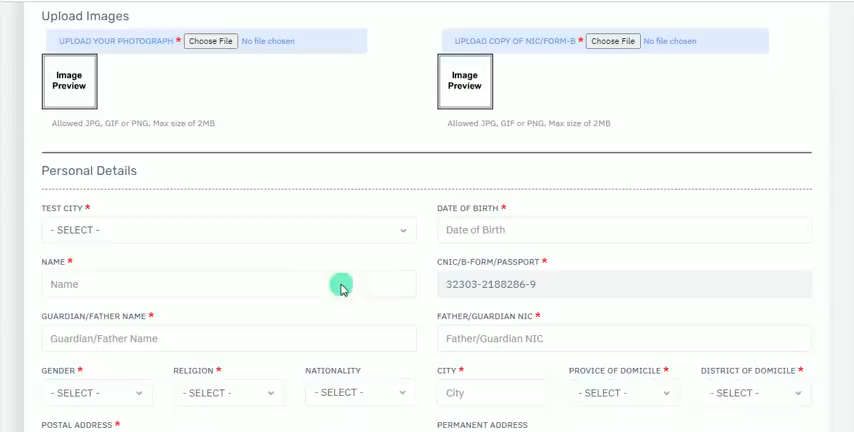 Upload Images
UPLOAD YOUR PHOTOGRAPH * Choose File No file chosen
UPLOAD COPY OF NIC/FORM-B * Choose File No file chosen
Image
Preview
Image
Preview
Allowed JPG, GIF or PNG. Max size of 2MB
Allowed JPG, GIF or PNG. Max size of 2MB
Personal Details
TEST CITY *
DATE OF BIRTH *
- SELECT -
Date of Birth
NAME *
CNIC/B-FORM/PASSPORT *
Name
32303-2188286-9
GUARDIAN/FATHER NAME *
FATHER/GUARDIAN NIC *
Guardian/Father Name
Father/Guardian NIC
GENDER * RELIGION * NATIONALITY
CITY * PROVICE OF DOMICILE * DISTRICT OF DOMICILE *
- SELECT - - SELECT - - SELECT -
City - SELECT - - SELECT -
POSTAL ADDRESS *
PERMANENT ADDRESS